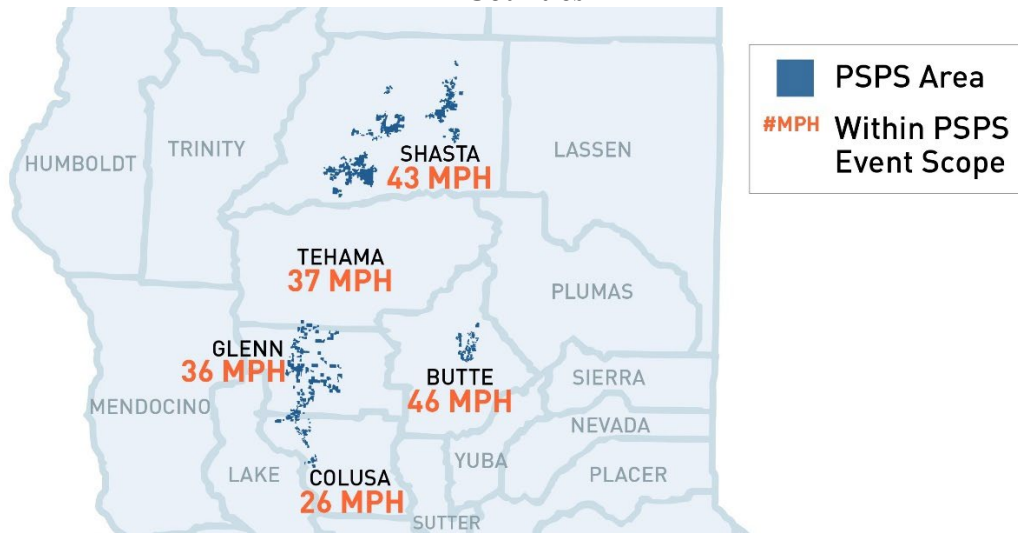 PSPS Area
#MPH Within PSPS
Event Scope
HUMBOLDT
TRINITY
SHASTA
43 MPH
LASSEN
TEHAMA
37 MPH
PLUMAS
GLENN
36 MPH
BUTTE
46 MPH
SIERRA
MENDOCINO
NEVADA
LAKE
COLUSA
26 MPH
YUBA
PLACER
SUTTER